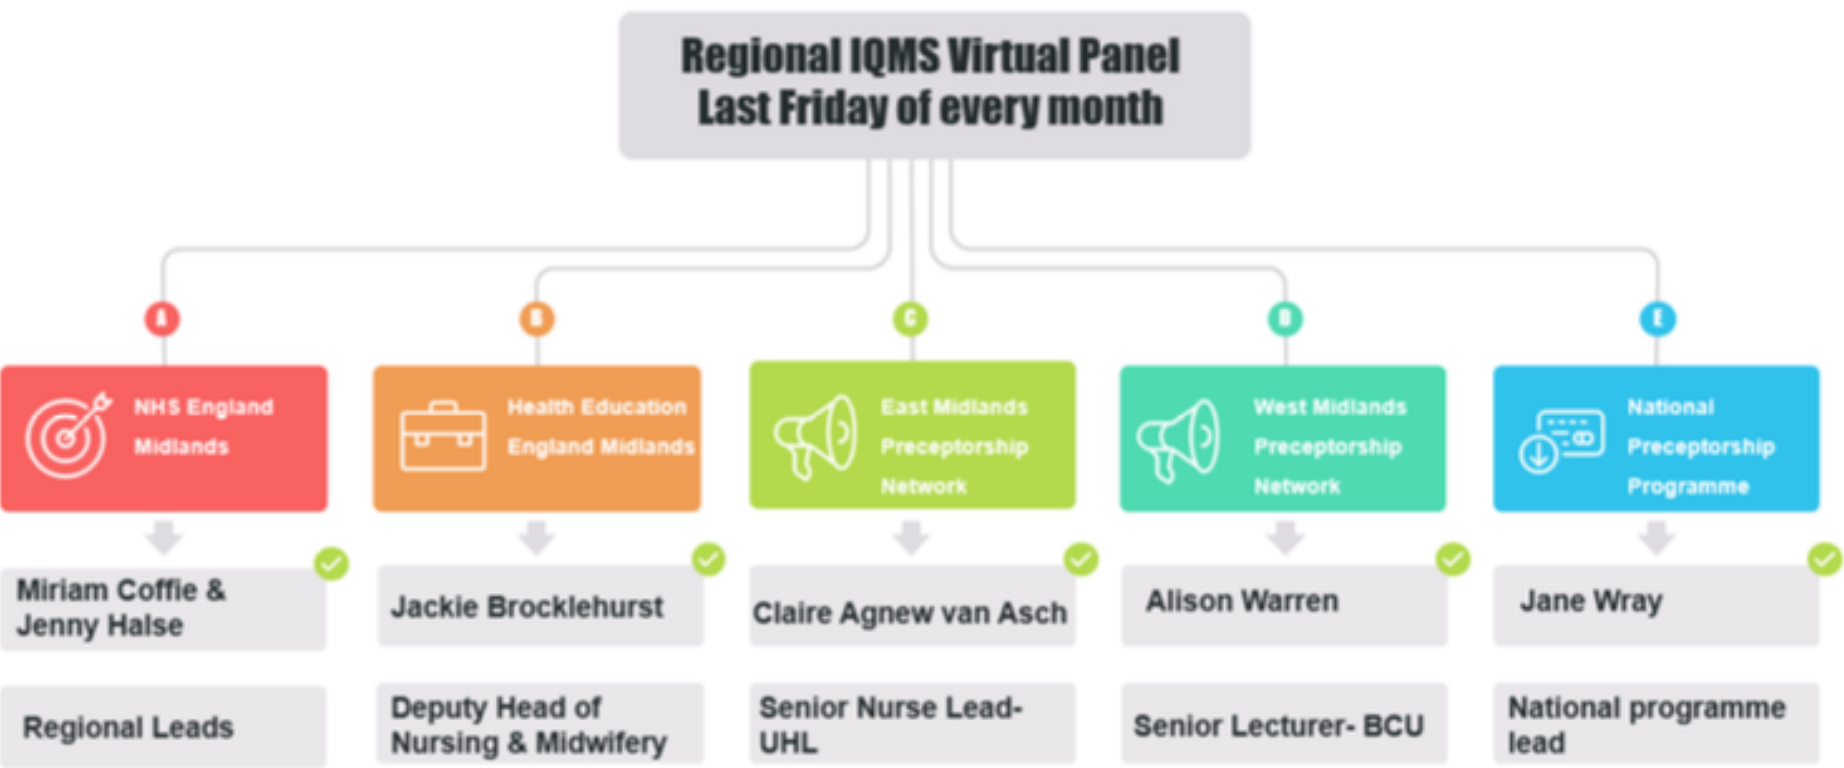 Regional IQMS Virtual Panel
Last Friday of every month
A
B
C
D
E
NHS England
Midlands
Health Education
England Midlands
East Midlands
Preceptorship
Network
West Midlands
Preceptorship
Network
National
Preceptorship
Programme
Miriam Coffie &
Jenny Halse
Jackie Brocklehurst
Claire Agnew van Asch
Alison Warren
Jane Wray
Regional Leads
Deputy Head of
Nursing & Midwifery
Senior Nurse Lead-
UHL
Senior Lecturer- BCU
National programme
lead